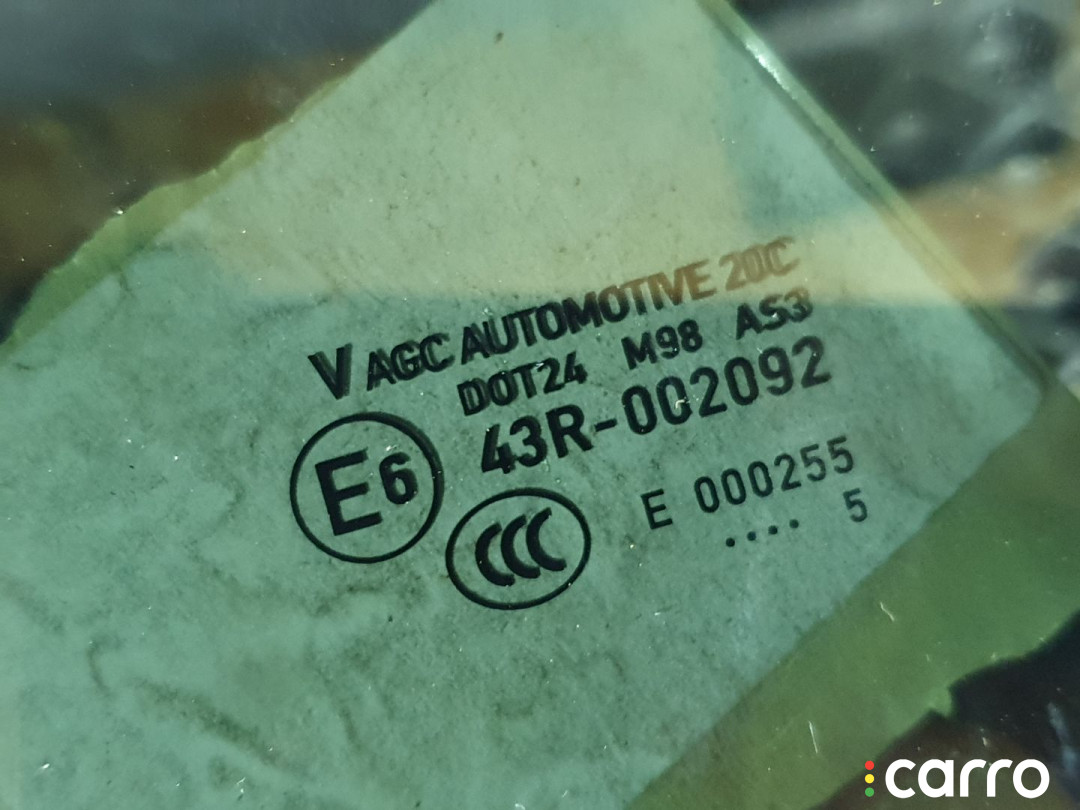 V AGC AUTOMOTIVE 20C
DOT24 M98 AS3
43R-002092
E6
CCC
E 000255
.... 5
carro